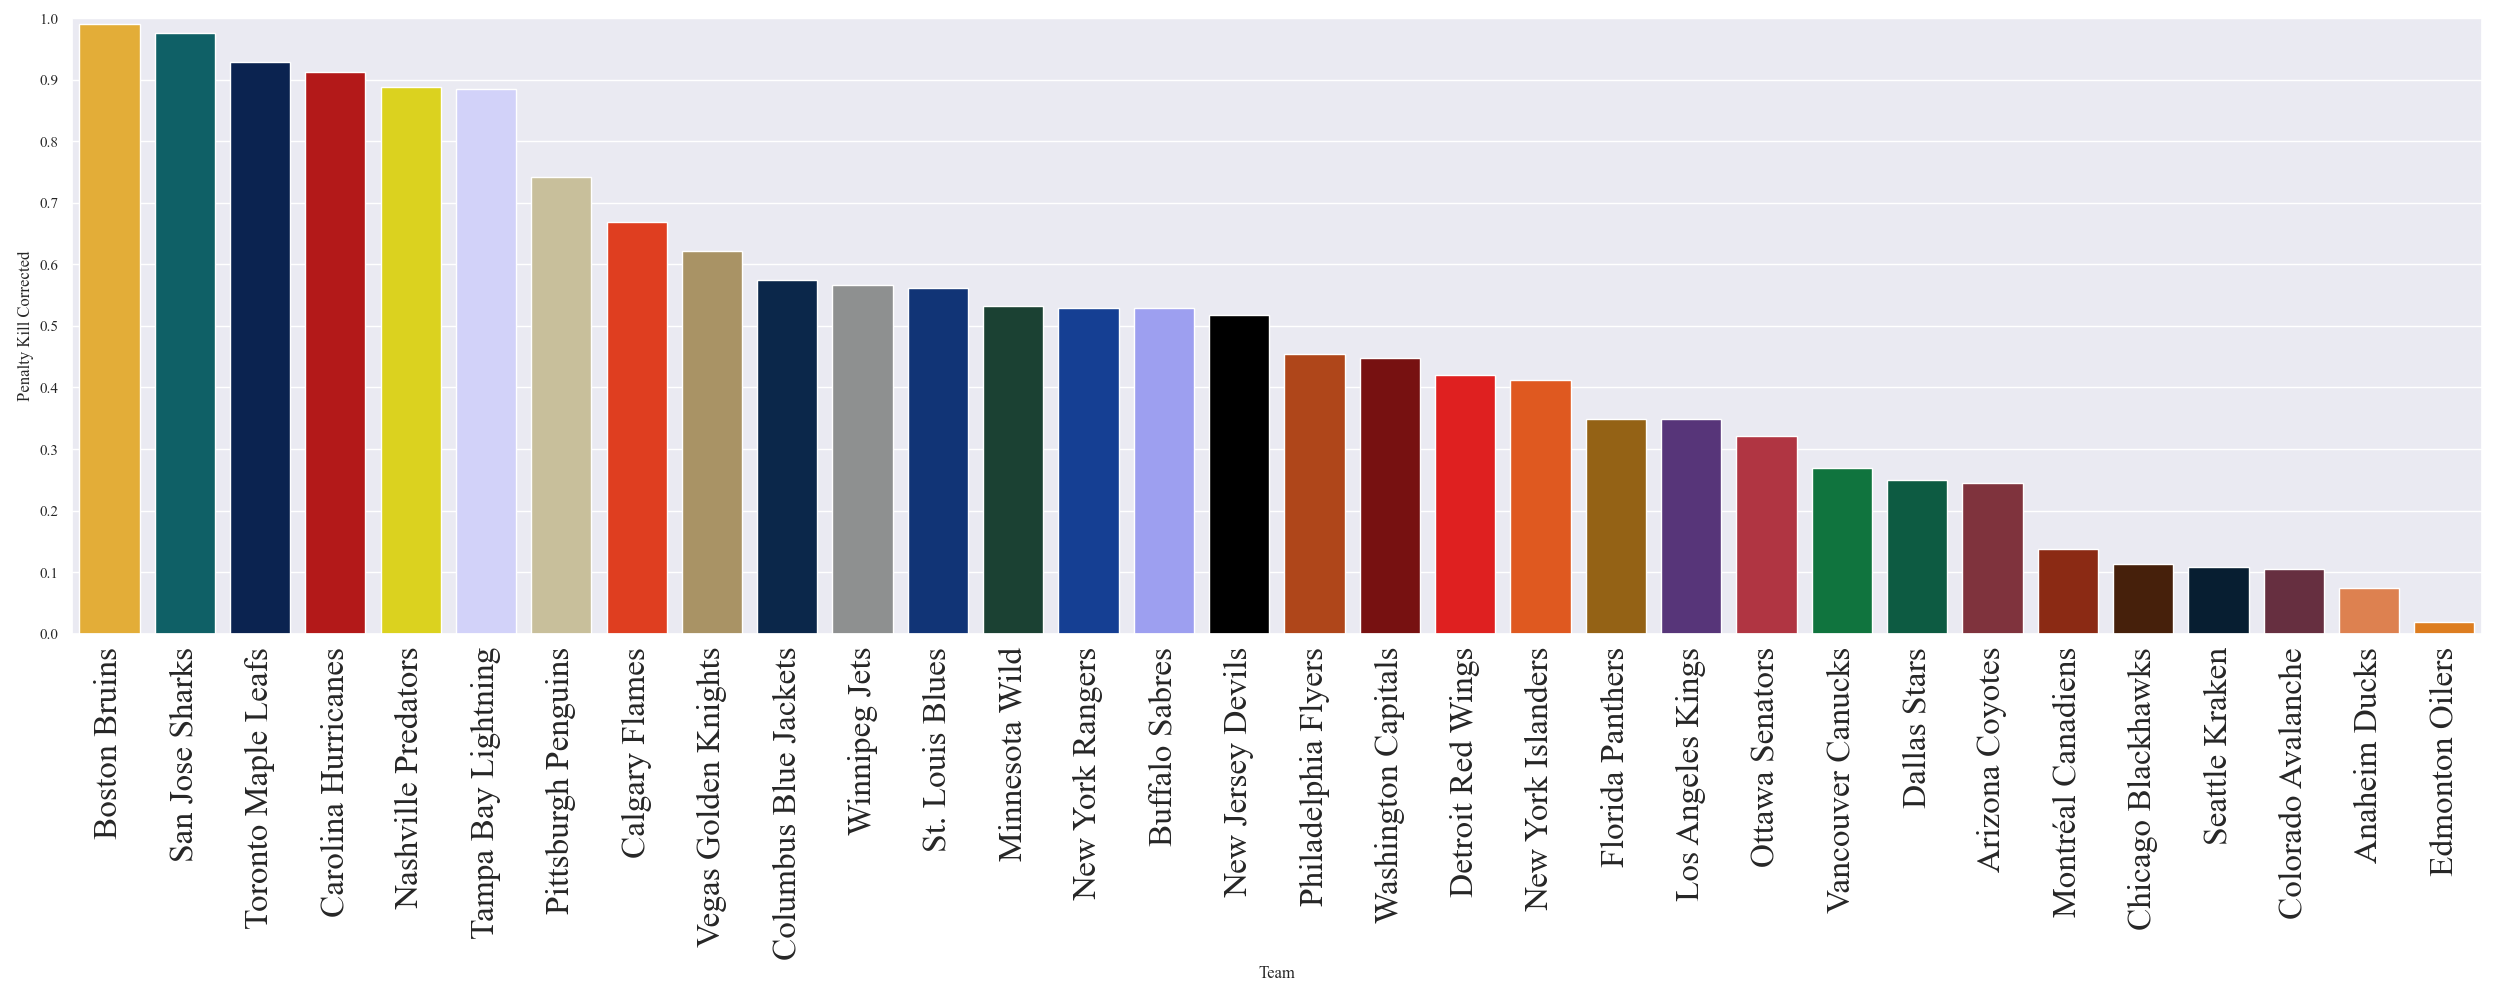 1.0
0.9
0.8
0.7
0.6
0.5
0.4
0.3
0.2
0.1
0.0
Penalty Kill Corrected
Boston Bruins
San Jose Sharks
Toronto Maple Leafs
Carolina Hurricanes
Nashville Predators
Tampa Bay Lightning
Pittsburgh Penguins
Calgary Flames
Vegas Golden Knights
Columbus Blue Jackets
Winnipeg Jets
St. Louis Blues
Minnesota Wild
New York Rangers
Buffalo Sabres
New Jersey Devils
Philadelphia Flyers
Washington Capitals
Detroit Red Wings
New York Islanders
Florida Panthers
Los Angeles Kings
Ottawa Senators
Vancouver Canucks
Dallas Stars
Arizona Coyotes
Montréal Canadiens
Chicago Blackhawks
Seattle Kraken
Colorado Avalanche
Anaheim Ducks
Edmonton Oilers
Team